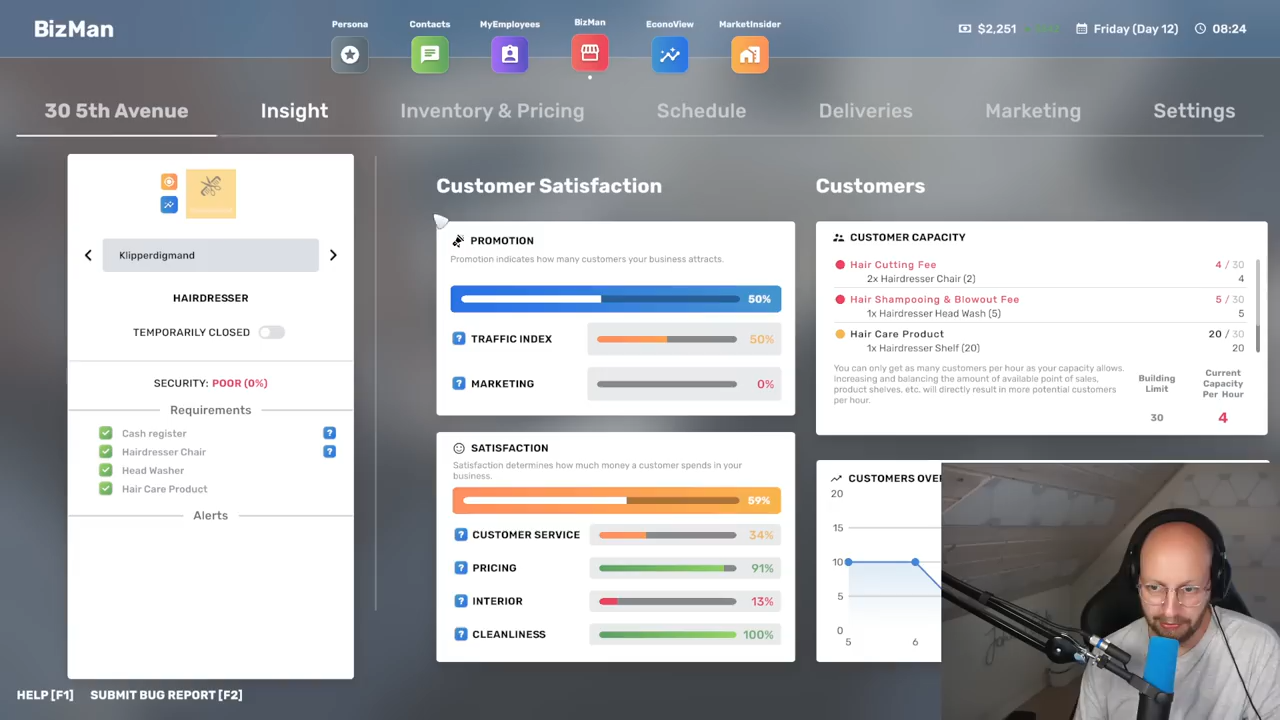 BizMan
Persona
Contacts
MyEmployees
BizMan
EconoView
MarketInsider
$2,251
Friday (Day 12)
08:24
30 5th Avenue
Insight
Inventory & Pricing
Schedule
Deliveries
Marketing
Settings
Klipperdigmand
HAIRDRESSER
TEMPORARILY CLOSED
SECURITY: POOR (0%)
Requirements
Cash register ?
Hairdresser Chair ?
Head Washer
Hair Care Product
Alerts
Customer Satisfaction
PROMOTION
Promotion indicates how many customers your business attracts.
50%
? TRAFFIC INDEX 50%
? MARKETING 0%
SATISFACTION
Satisfaction determines how much money a customer spends in your
business.
59%
? CUSTOMER SERVICE 34%
? PRICING 91%
? INTERIOR 13%
? CLEANLINESS 100%
Customers
CUSTOMER CAPACITY
Hair Cutting Fee 4 / 30
2x Hairdresser Chair (2) 4
Hair Shampooing & Blowout Fee 5 / 30
1x Hairdresser Head Wash (5) 5
Hair Care Product 20 / 30
1x Hairdresser Shelf (20) 20
You can only get as many customers per hour as your capacity allows.
Increasing and balancing the amount of available point of sales,
product shelves, etc. will directly result in more potential customers
per hour.
Building
Limit
30
Current
Capacity
Per Hour
4
CUSTOMERS OVE
20
15
10
5
0
5 6
HELP [F1]
SUBMIT BUG REPORT [F2]